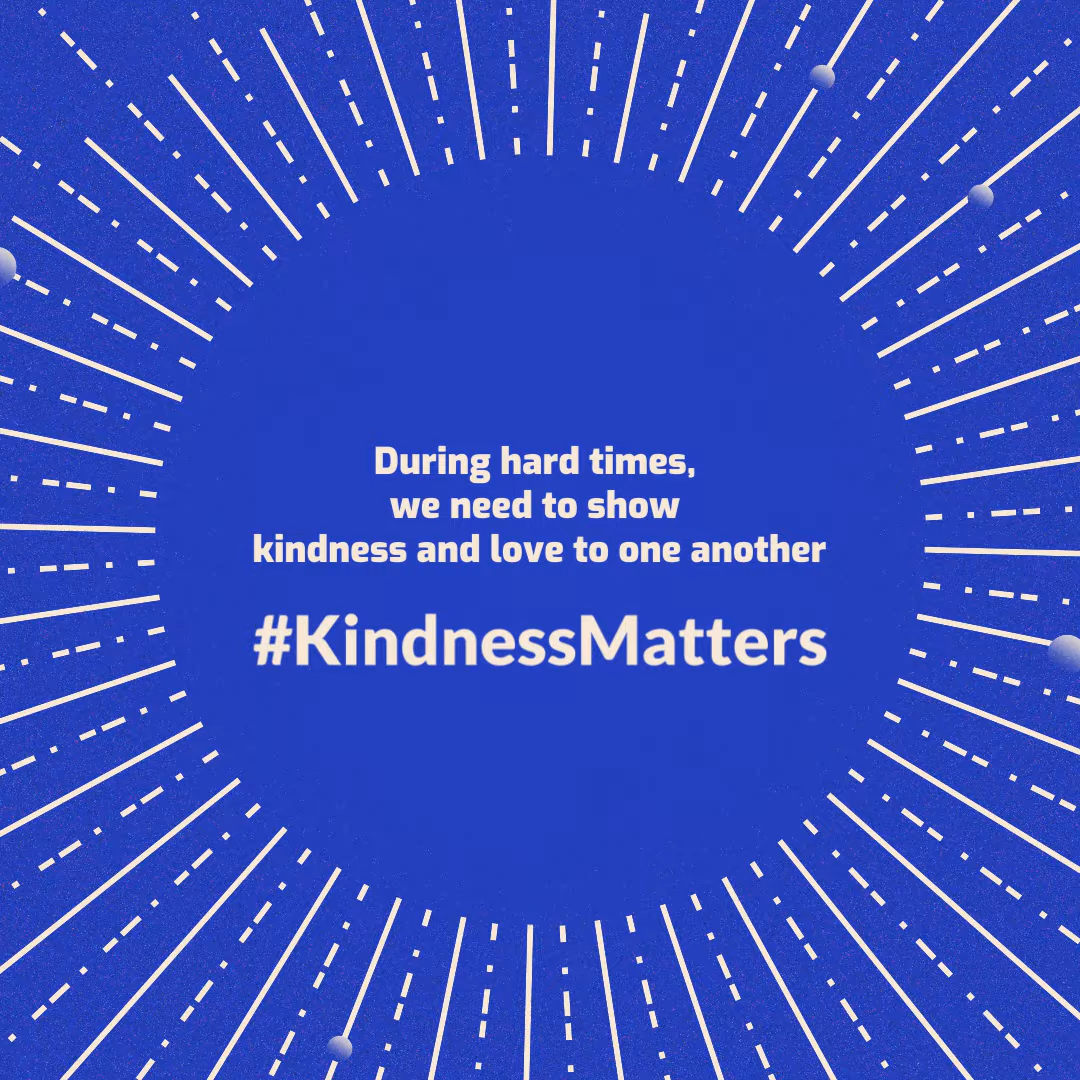 During hard times,
we need to show
kindness and love to one another
#KindnessMatters